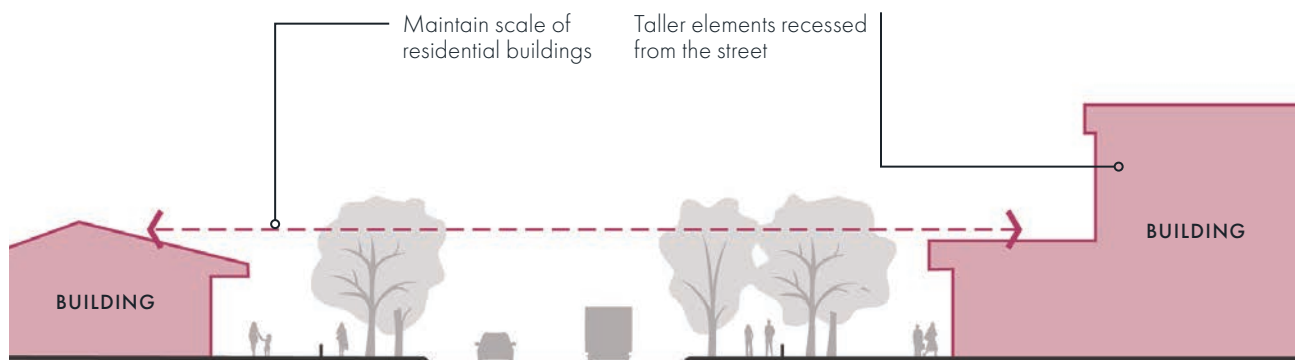 Maintain scale of
residential buildings
Taller elements recessed
from the street
BUILDING
BUILDING